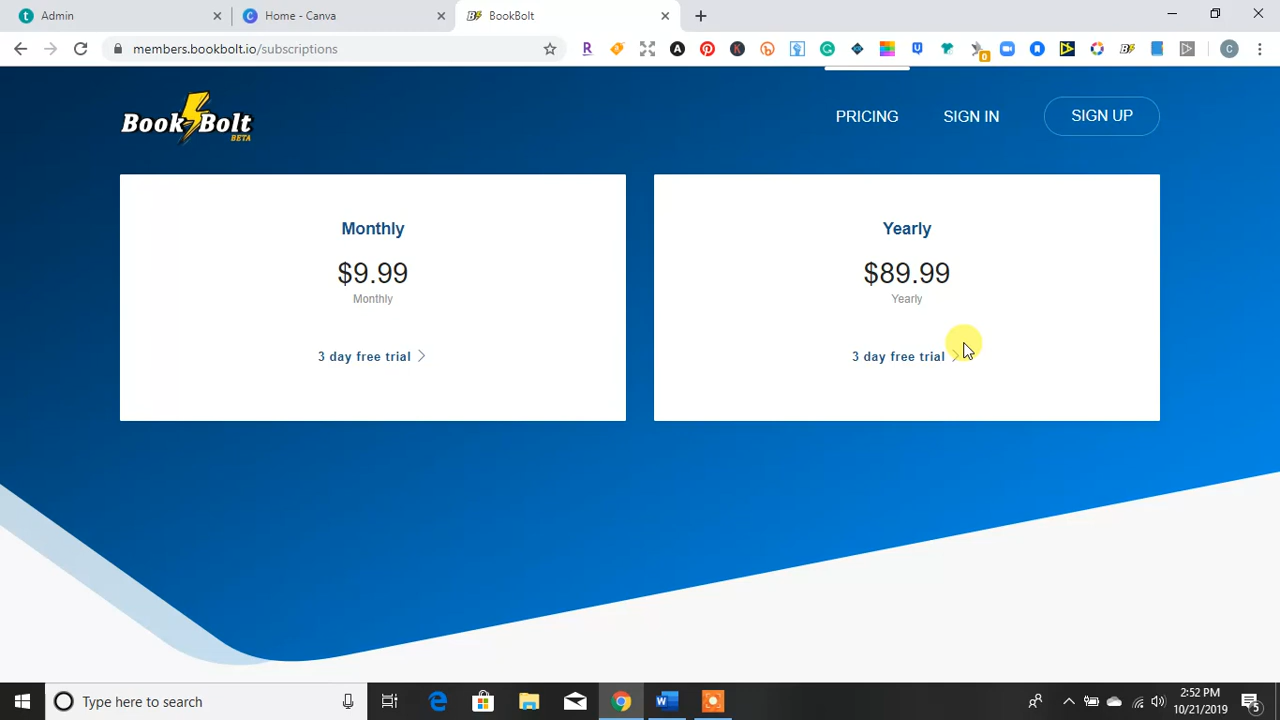 Admin
Home - Canva
BookBolt
members.bookbolt.io/subscriptions
Book Bolt
BETA
PRICING
SIGN IN
SIGN UP
Monthly
$9.99
Monthly
3 day free trial
Yearly
$89.99
Yearly
3 day free trial
Type here to search
2:52 PM
10/21/2019
5